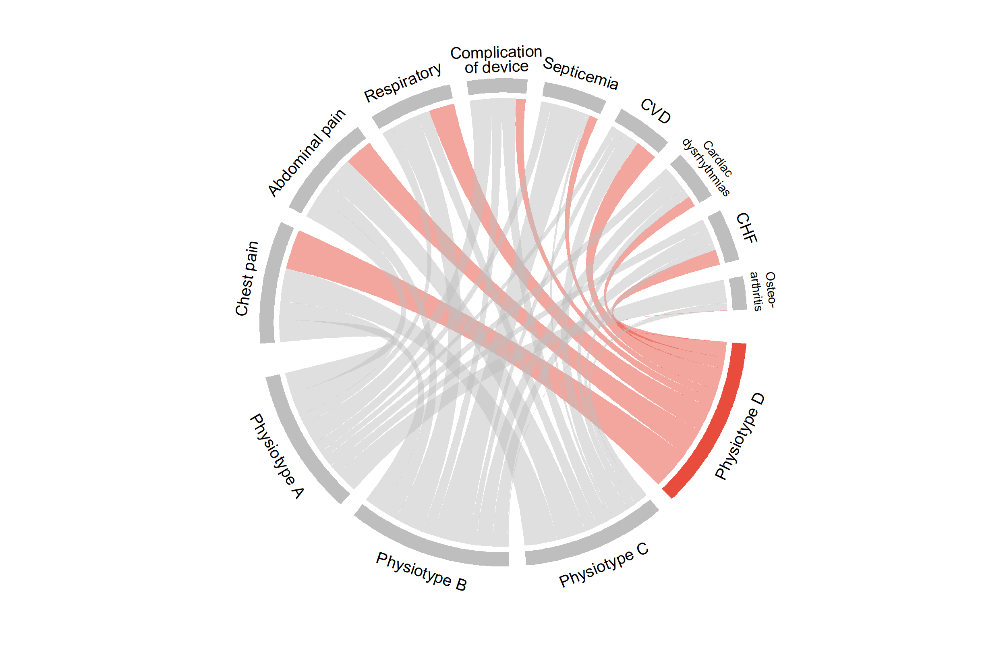 Complication
of device
Septicemia
Respiratory
CVD
Abdominal pain
Cardiac
dysrhythmias
Chest pain
CHF
Osteo-
arthritis
Physiotype A
Physiotype D
Physiotype B
Physiotype C